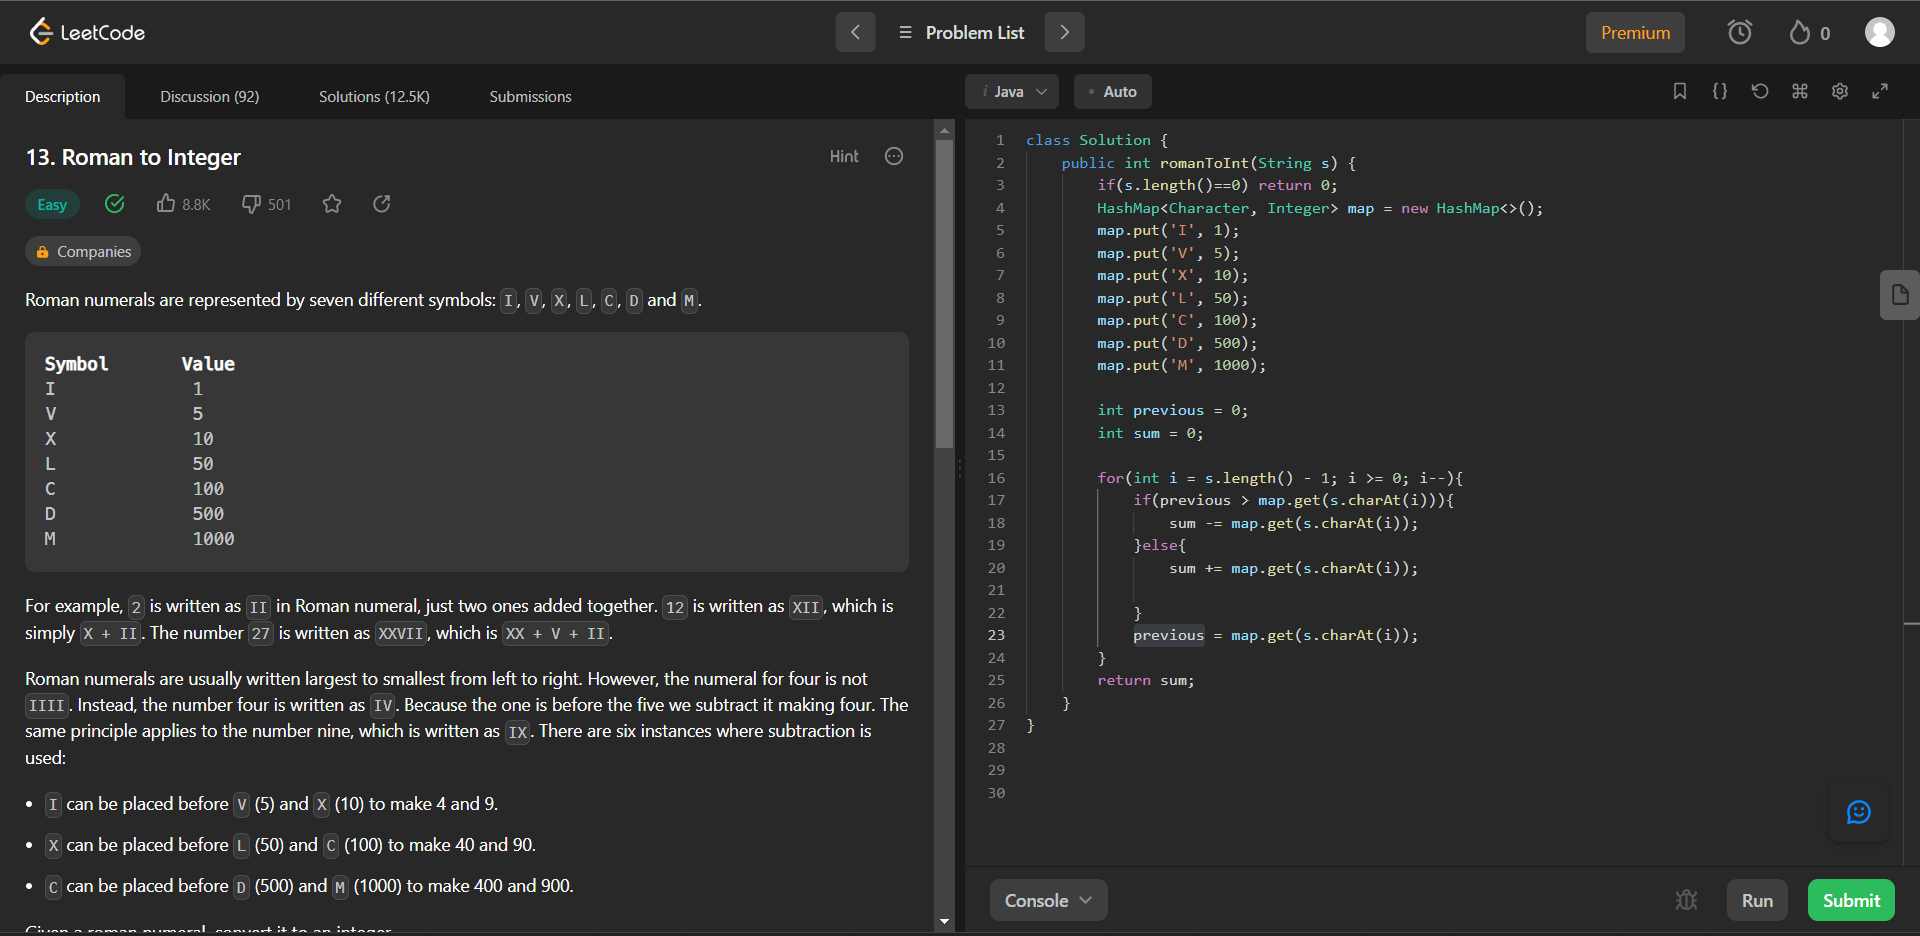 LeetCode
Problem List
Premium
0
Description
Discussion (92)
Solutions (12.5K)
Submissions
i Java
• Auto
13. Roman to Integer
Hint
Easy
8.8K
501
Companies
Roman numerals are represented by seven different symbols: I, V, X, L, C, D and M.
Symbol Value
I 1
V 5
X 10
L 50
C 100
D 500
M 1000
For example, 2 is written as II in Roman numeral, just two ones added together. 12 is written as XII, which is
simply X + II. The number 27 is written as XXVII, which is XX + V + II.
Roman numerals are usually written largest to smallest from left to right. However, the numeral for four is not
IIII. Instead, the number four is written as IV. Because the one is before the five we subtract it making four. The
same principle applies to the number nine, which is written as IX. There are six instances where subtraction is
used:
• I can be placed before V (5) and X (10) to make 4 and 9.
• X can be placed before L (50) and C (100) to make 40 and 90.
• C can be placed before D (500) and M (1000) to make 400 and 900.
Given a roman numeral, convert it to an integer.
1 class Solution {
2 public int romanToInt(String s) {
3 if(s.length()==0) return 0;
4 HashMap<Character, Integer> map = new HashMap<>();
5 map.put('I', 1);
6 map.put('V', 5);
7 map.put('X', 10);
8 map.put('L', 50);
9 map.put('C', 100);
10 map.put('D', 500);
11 map.put('M', 1000);
12
13 int previous = 0;
14 int sum = 0;
15
16 for(int i = s.length() - 1; i >= 0; i--){
17 if(previous > map.get(s.charAt(i))){
18 sum -= map.get(s.charAt(i));
19 }else{
20 sum += map.get(s.charAt(i));
21
22 }
23 previous = map.get(s.charAt(i));
24 }
25 return sum;
26 }
27 }
28
29
30
Console
Run
Submit